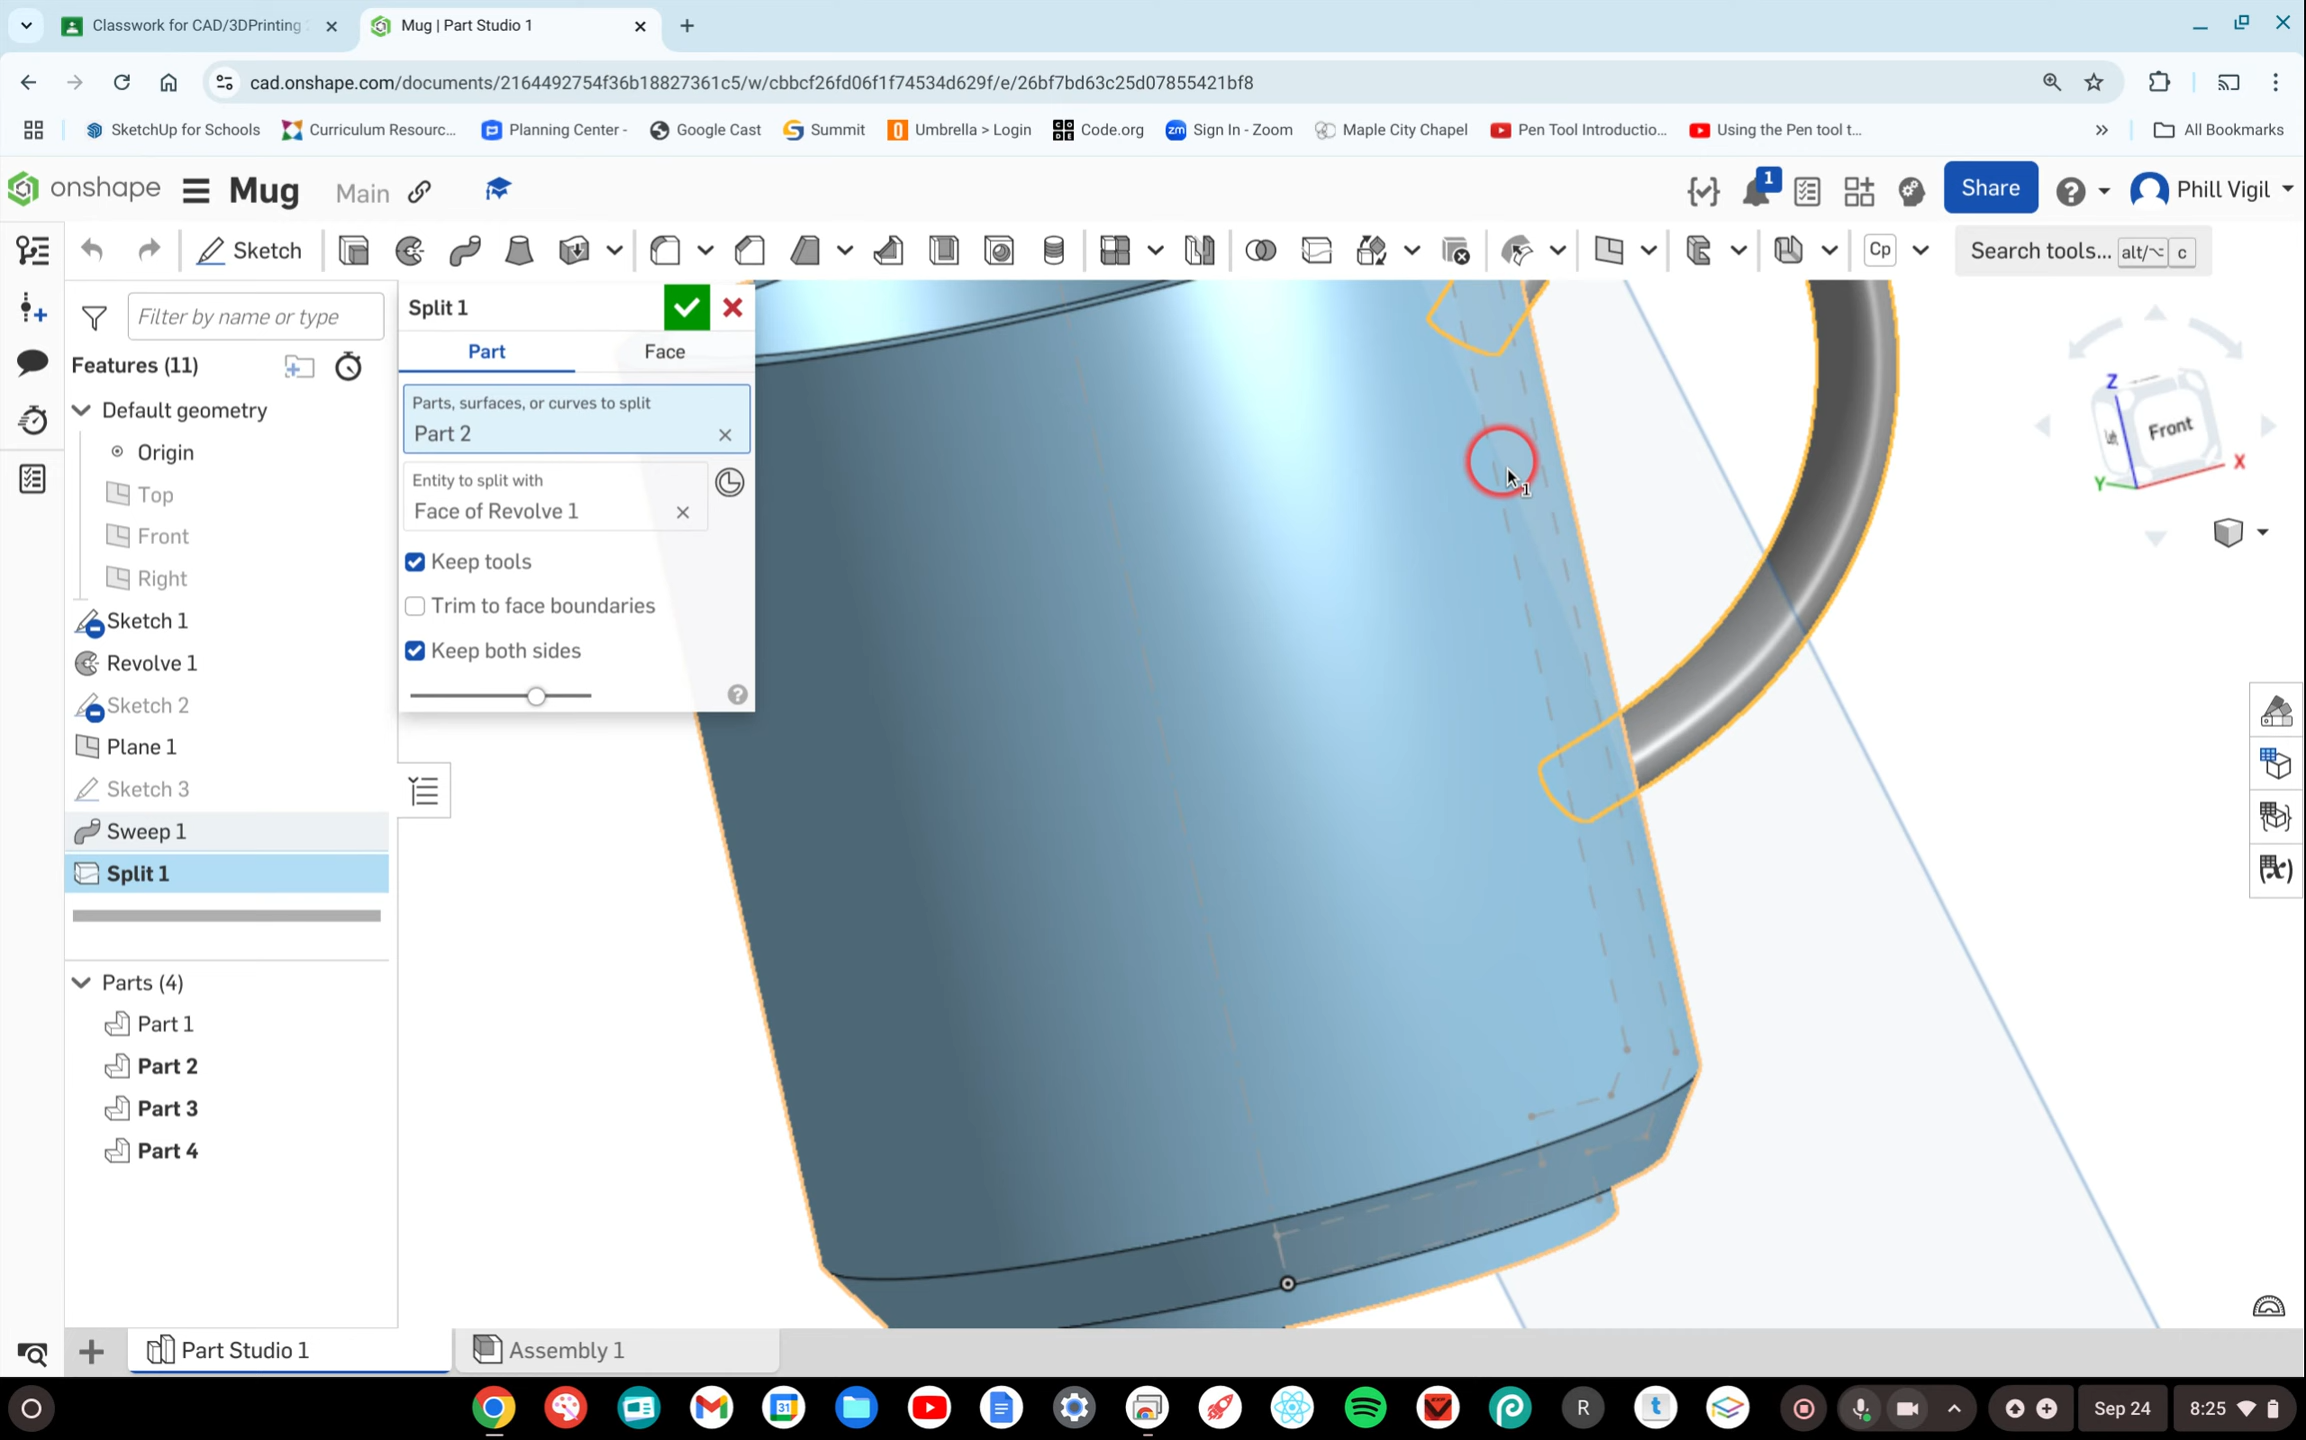 Classwork for CAD/3DPrinting
Mug | Part Studio 1
cad.onshape.com/documents/2164492754f36b18827361c5/w/cbbcf26fd06f1f74534d629f/e/26bf7bd63c25d07855421bf8
SketchUp for Schools
Curriculum Resourc...
Planning Center -
Google Cast
Summit
Umbrella > Login
Code.org
Sign In - Zoom
Maple City Chapel
Pen Tool Introductio...
Using the Pen tool t...
All Bookmarks
onshape
Mug
Main
1
Share
Phill Vigil
Sketch
Cp
Search tools... alt/⌥ c
Filter by name or type
Features (11)
Default geometry
Origin
Top
Front
Right
Sketch 1
Revolve 1
Sketch 2
Plane 1
Sketch 3
Sweep 1
Split 1
Parts (4)
Part 1
Part 2
Part 3
Part 4
Split 1
Part
Face
Parts, surfaces, or curves to split
Part 2
Entity to split with
Face of Revolve 1
Keep tools
Trim to face boundaries
Keep both sides
1
Z
Left
Front
X
Y
Part Studio 1
Assembly 1
31
R
t
Sep 24
8:25